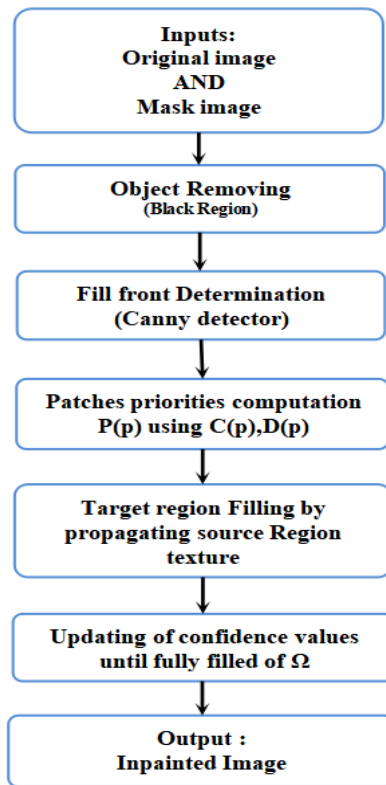 Inputs:
Original image
AND
Mask image
Object Removing
(Black Region)
Fill front Determination
(Canny detector)
Patches priorities computation
P(p) using C(p),D(p)
Target region Filling by
propagating source Region
texture
Updating of confidence values
until fully filled of Ω
Output :
Inpainted Image